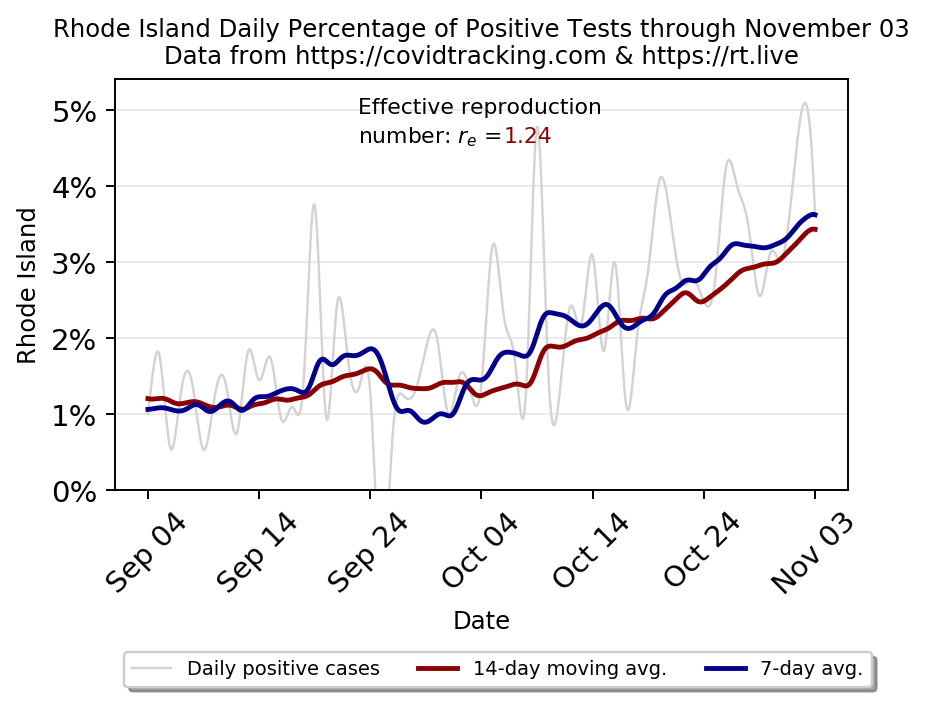 Rhode Island Daily Percentage of Positive Tests through November 03
Data from https://covidtracking.com & https://rt.live
Effective reproduction
number: rₑ =1.24
5%
4%
3%
2%
1%
0%
Rhode Island
Sep 04
Sep 14
Sep 24
Oct 04
Oct 14
Oct 24
Nov 03
Date
Daily positive cases
14-day moving avg.
7-day avg.